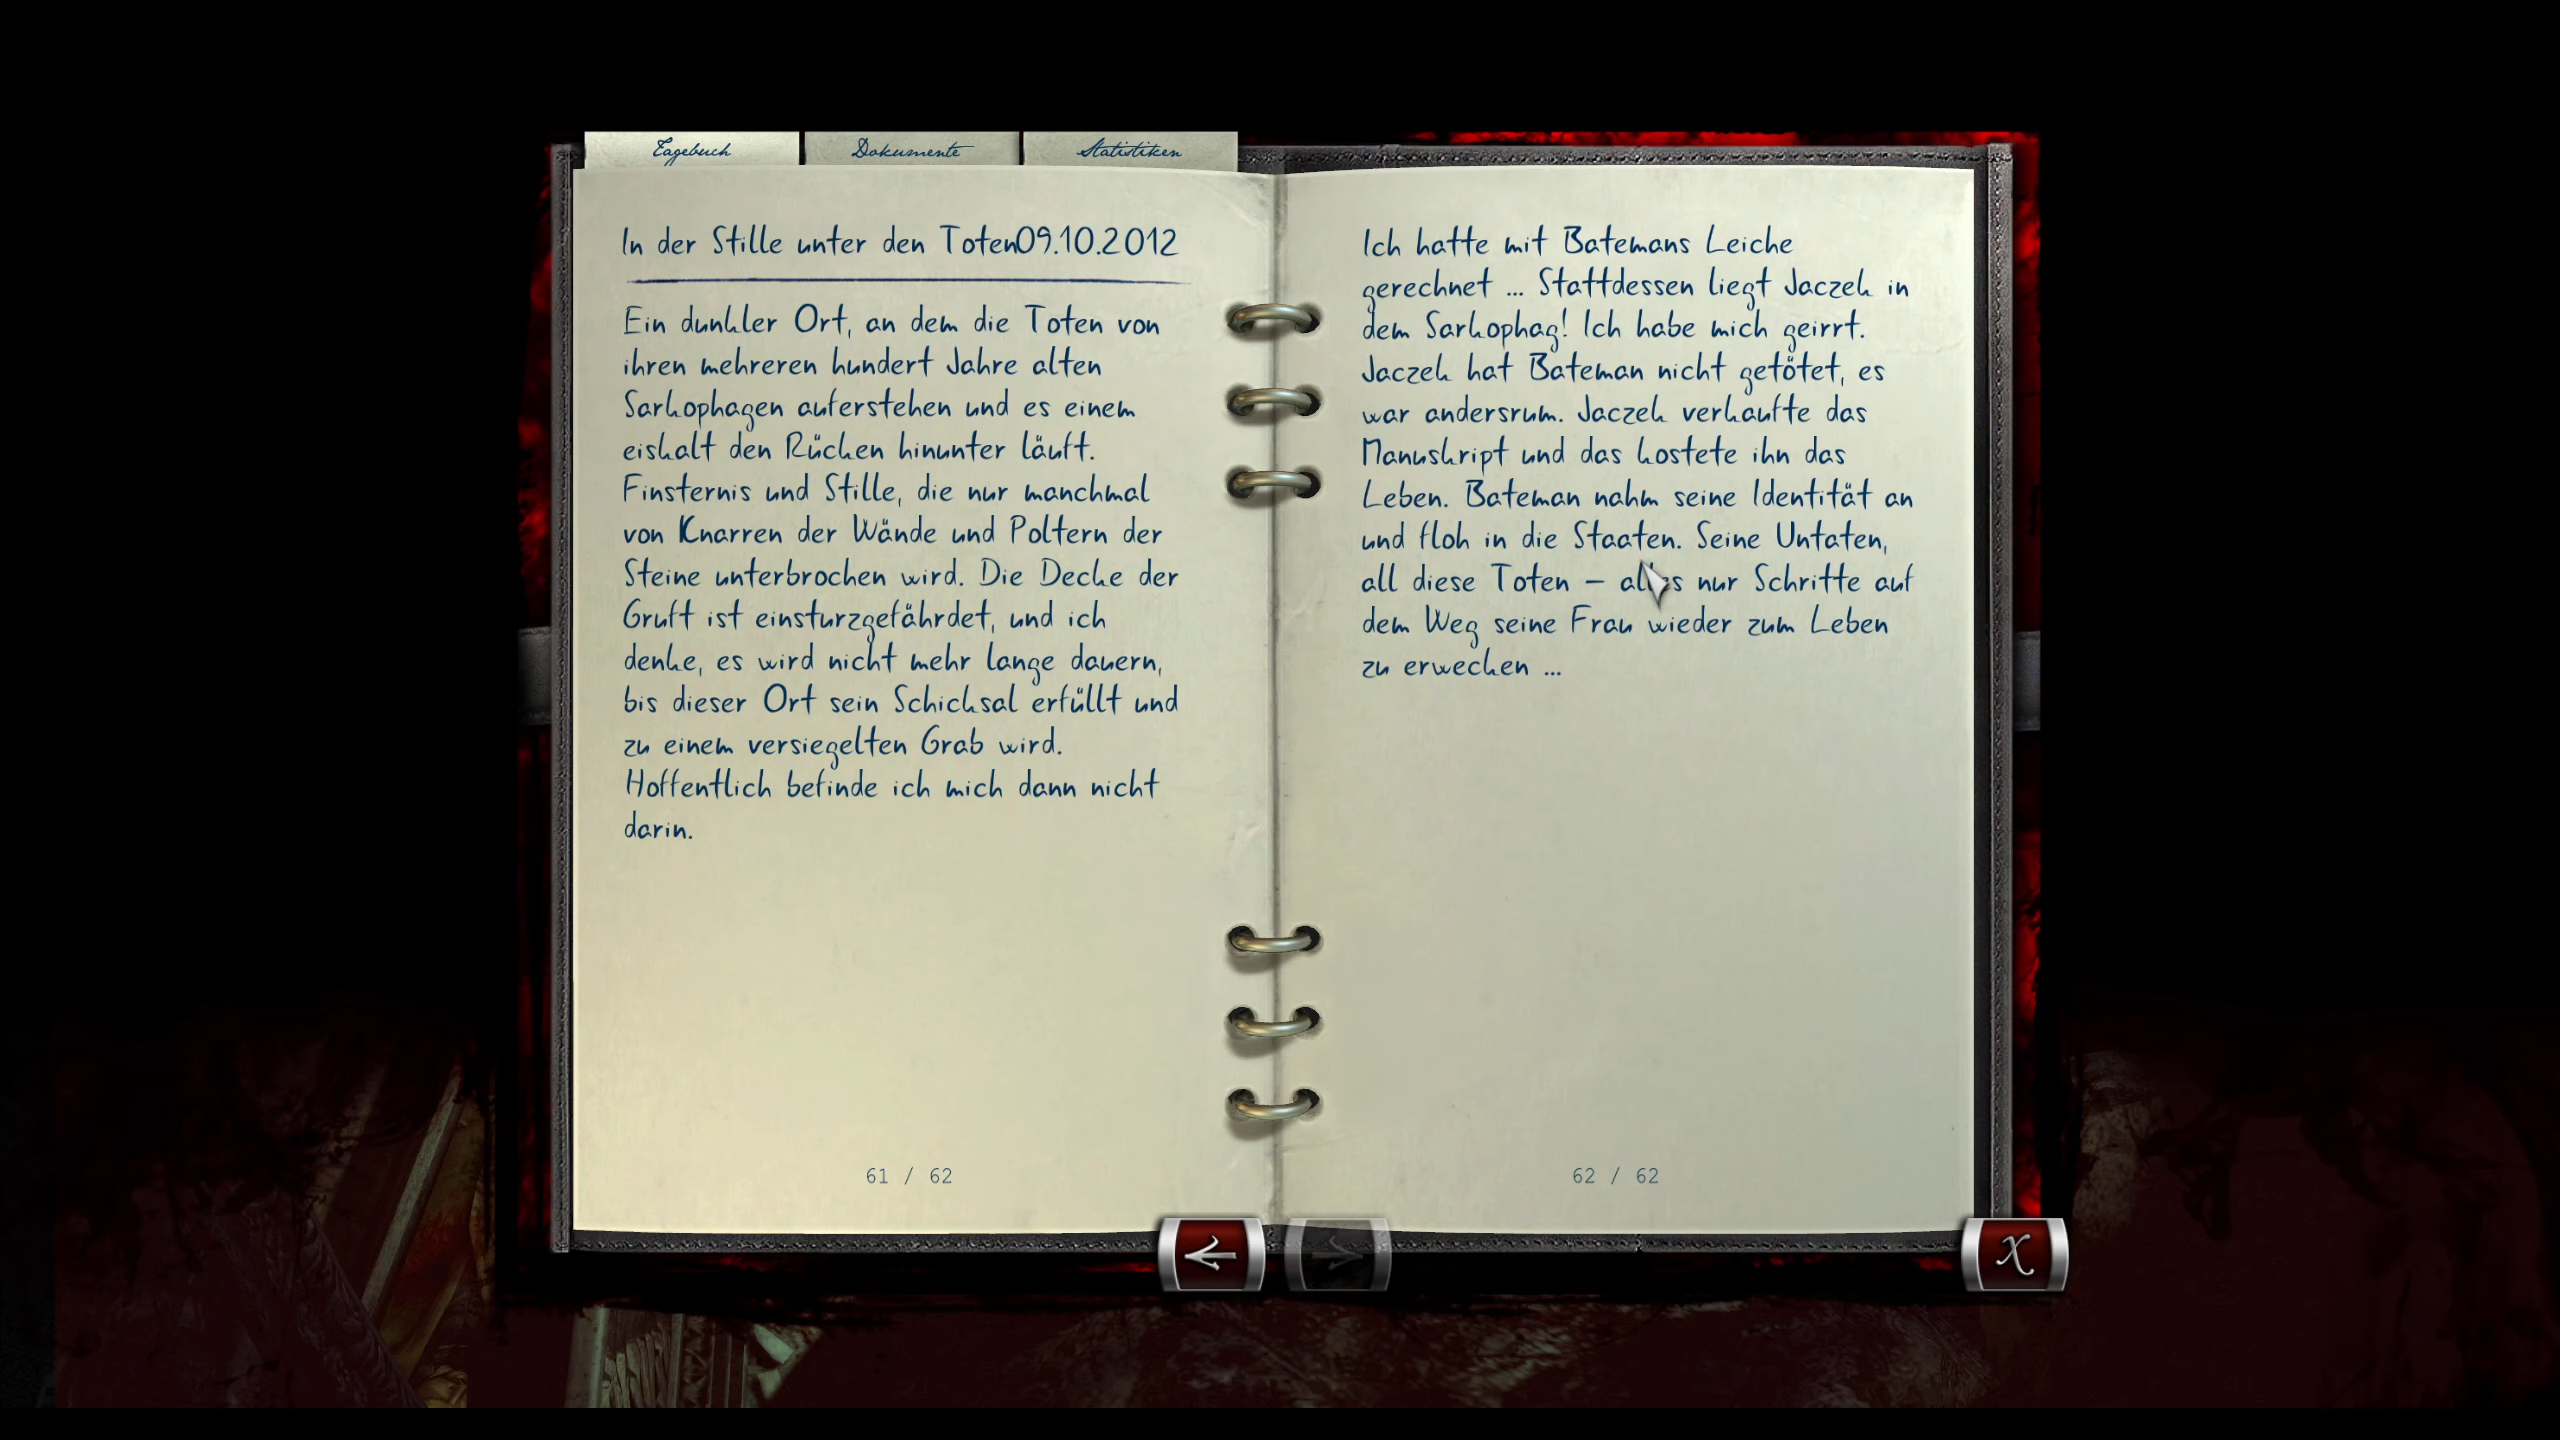 Tagebuch
Dokumente
Statistiken
In der Stille unter den Toten09.10.2012
Ein dunkler Ort, an dem die Toten von
ihren mehreren hundert Jahre alten
Sarkophagen auferstehen und es einem
eiskalt den Rücken hinunter läuft.
Finsternis und Stille, die nur manchmal
von Knarren der Wände und Poltern der
Steine unterbrochen wird. Die Decke der
Gruft ist einsturzgefährdet, und ich
denke, es wird nicht mehr lange dauern,
bis dieser Ort sein Schicksal erfüllt und
zu einem versiegelten Grab wird.
Hoffentlich befinde ich mich dann nicht
darin.
61 / 62
Ich hatte mit Batemans Leiche
gerechnet ... Stattdessen liegt Jaczek in
dem Sarkophag! Ich habe mich geirrt.
Jaczek hat Bateman nicht getötet, es
war andersrum. Jaczek verkaufte das
Manuskript und das kostete ihn das
Leben. Bateman nahm seine Identität an
und floh in die Staaten. Seine Untaten,
all diese Toten – alles nur Schritte auf
dem Weg seine Frau wieder zum Leben
zu erwecken ...
62 / 62
x